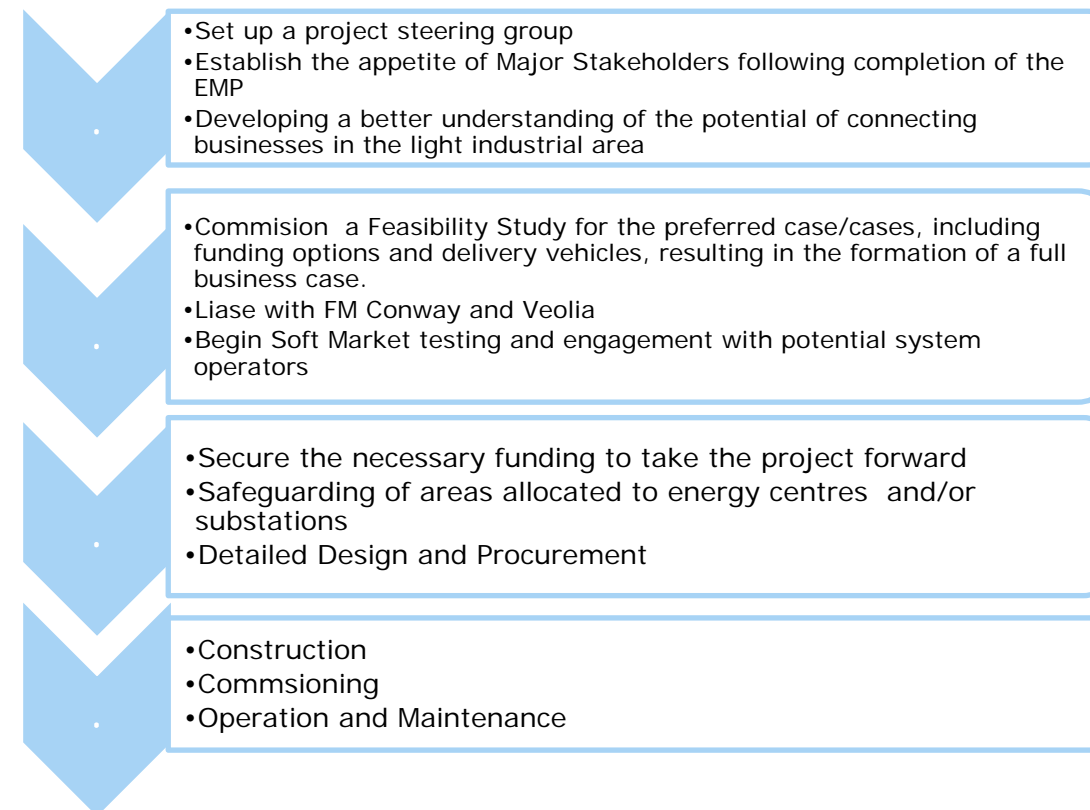 •Set up a project steering group
•Establish the appetite of Major Stakeholders following completion of the
EMP
•Developing a better understanding of the potential of connecting
businesses in the light industrial area
•Commision a Feasibility Study for the preferred case/cases, including
funding options and delivery vehicles, resulting in the formation of a full
business case.
•Liase with FM Conway and Veolia
•Begin Soft Market testing and engagement with potential system
operators
•Secure the necessary funding to take the project forward
•Safeguarding of areas allocated to energy centres and/or
substations
•Detailed Design and Procurement
•Construction
•Commsioning
•Operation and Maintenance